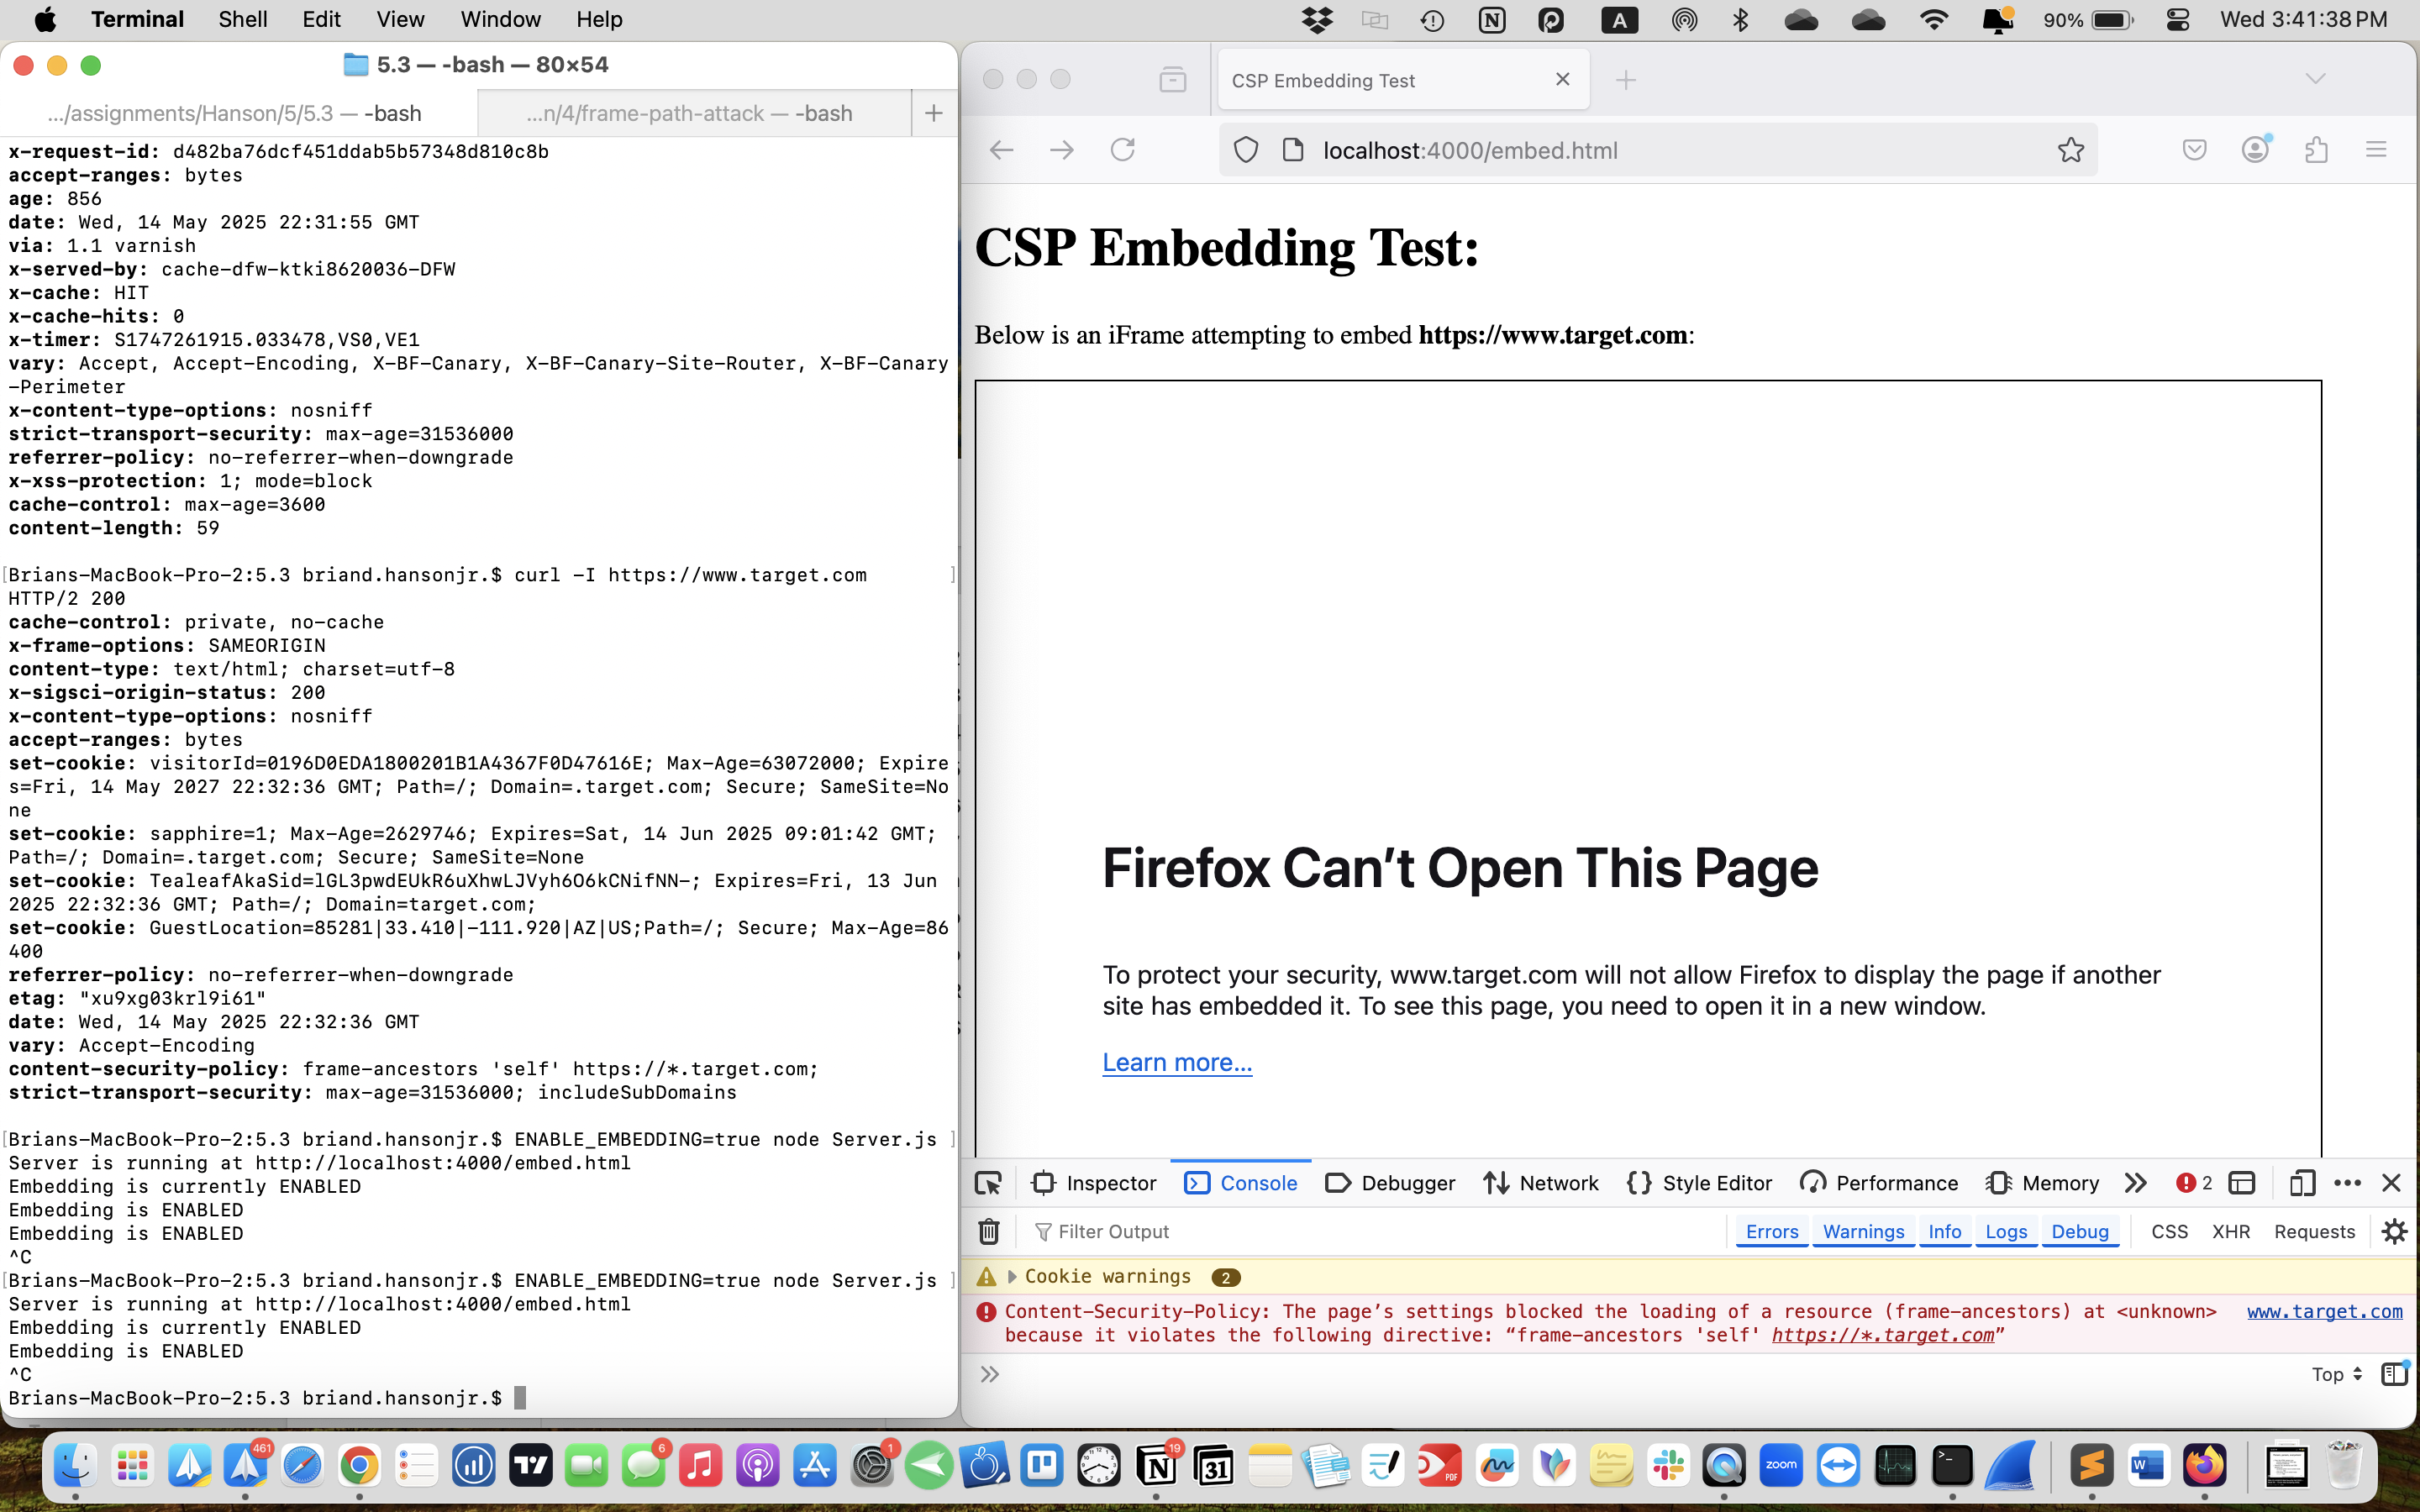 Terminal Shell Edit View Window Help
A 90% Wed 3:41:38 PM
5.3 — -bash — 80×54
.../assignments/Hanson/5/5.3 — -bash
...n/4/frame-path-attack — -bash
x-request-id: d482ba76dcf451ddab5b57348d810c8b
accept-ranges: bytes
age: 856
date: Wed, 14 May 2025 22:31:55 GMT
via: 1.1 varnish
x-served-by: cache-dfw-ktki8620036-DFW
x-cache: HIT
x-cache-hits: 0
x-timer: S1747261915.033478,VS0,VE1
vary: Accept, Accept-Encoding, X-BF-Canary, X-BF-Canary-Site-Router, X-BF-Canary
-Perimeter
x-content-type-options: nosniff
strict-transport-security: max-age=31536000
referrer-policy: no-referrer-when-downgrade
x-xss-protection: 1; mode=block
cache-control: max-age=3600
content-length: 59
[Brians-MacBook-Pro-2:5.3 briand.hansonjr.$ curl -I https://www.target.com ]
HTTP/2 200
cache-control: private, no-cache
x-frame-options: SAMEORIGIN
content-type: text/html; charset=utf-8
x-sigsci-origin-status: 200
x-content-type-options: nosniff
accept-ranges: bytes
set-cookie: visitorId=0196D0EDA1800201B1A4367F0D47616E; Max-Age=63072000; Expire
s=Fri, 14 May 2027 22:32:36 GMT; Path=/; Domain=.target.com; Secure; SameSite=No
ne
set-cookie: sapphire=1; Max-Age=2629746; Expires=Sat, 14 Jun 2025 09:01:42 GMT;
Path=/; Domain=.target.com; Secure; SameSite=None
set-cookie: TealeafAkaSid=lGL3pwdEUkR6uXhwLJVyh6O6kCNifNN-; Expires=Fri, 13 Jun
2025 22:32:36 GMT; Path=/; Domain=target.com;
set-cookie: GuestLocation=85281|33.410|-111.920|AZ|US;Path=/; Secure; Max-Age=86
400
referrer-policy: no-referrer-when-downgrade
etag: "xu9xg03krl9i61"
date: Wed, 14 May 2025 22:32:36 GMT
vary: Accept-Encoding
content-security-policy: frame-ancestors 'self' https://*.target.com;
strict-transport-security: max-age=31536000; includeSubDomains
[Brians-MacBook-Pro-2:5.3 briand.hansonjr.$ ENABLE_EMBEDDING=true node Server.js ]
Server is running at http://localhost:4000/embed.html
Embedding is currently ENABLED
Embedding is ENABLED
Embedding is ENABLED
^C
[Brians-MacBook-Pro-2:5.3 briand.hansonjr.$ ENABLE_EMBEDDING=true node Server.js ]
Server is running at http://localhost:4000/embed.html
Embedding is currently ENABLED
Embedding is ENABLED
^C
Brians-MacBook-Pro-2:5.3 briand.hansonjr.$
CSP Embedding Test
localhost:4000/embed.html
CSP Embedding Test:
Below is an iFrame attempting to embed https://www.target.com:
Firefox Can’t Open This Page
To protect your security, www.target.com will not allow Firefox to display the page if another
site has embedded it. To see this page, you need to open it in a new window.
Learn more…
Inspector Console Debugger Network Style Editor Performance Memory 2
Filter Output Errors Warnings Info Logs Debug CSS XHR Requests
Cookie warnings 2
Content-Security-Policy: The page’s settings blocked the loading of a resource (frame-ancestors) at <unknown> www.target.com
because it violates the following directive: “frame-ancestors 'self' https://*.target.com”
Top
461 6 1 19 31 PDF zoom W